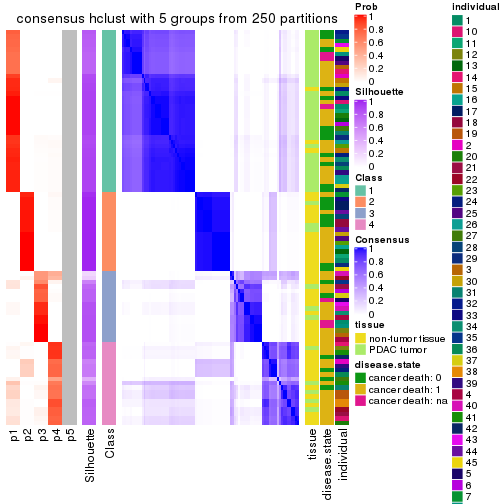 consensus hclust with 5 groups from 250 partitions
p1
p2
p3
p4
p5
Silhouette
Class
tissue
disease.state
individual
Prob
1
0.8
0.6
0.4
0.2
0
Silhouette
1
0.8
0.6
0.4
0.2
0
Class
1
2
3
4
Consensus
1
0.8
0.6
0.4
0.2
0
tissue
non-tumor tissue
PDAC tumor
disease.state
cancer death: 0
cancer death: 1
cancer death: na
individual
1
10
11
12
13
14
15
16
17
18
19
2
20
21
22
23
24
25
26
27
28
29
3
30
31
32
33
34
35
36
37
38
39
4
40
41
42
43
44
45
5
6
7